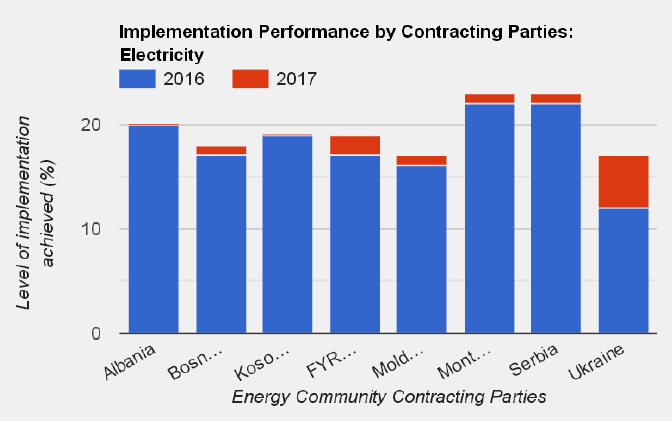 Implementation Performance by Contracting Parties:
Electricity
2016
2017
Level of implementation
achieved (%)
20
10
0
Albania
Bosn...
Koso...
FYR...
Mold...
Mont...
Serbia
Ukraine
Energy Community Contracting Parties